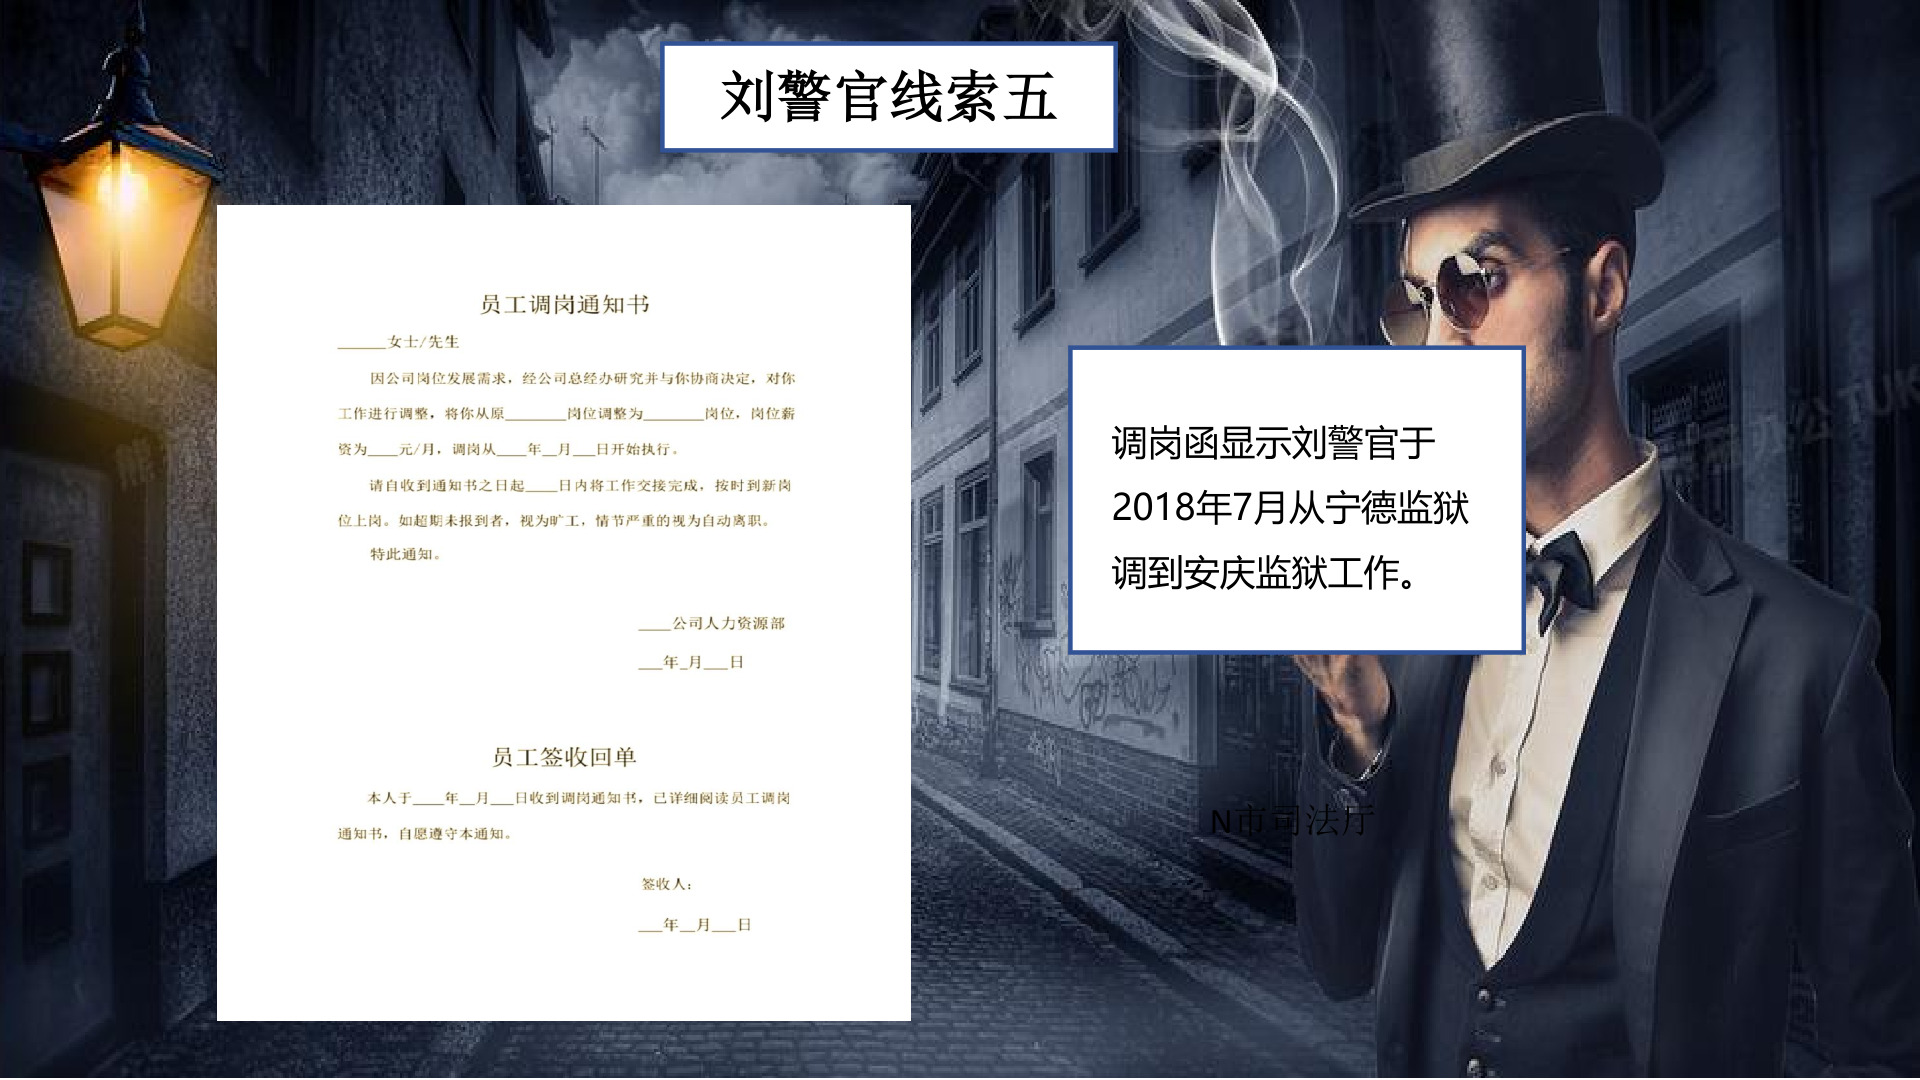 刘警官线索五
员工调岗通知书
______女士/先生
因公司岗位发展需求，经公司总经办研究并与你协商决定，对你
工作进行调整，将你从原________岗位调整为________岗位，岗位薪
资为____元/月，调岗从____年__月___日开始执行。
请自收到通知书之日起____日内将工作交接完成，按时到新岗
位上岗。如超期未报到者，视为旷工，情节严重的视为自动离职。
特此通知。
____公司人力资源部
___年_月___日
员工签收回单
本人于____年__月___日收到调岗通知书，已详细阅读员工调岗
通知书，自愿遵守本通知。
签收人：
___年__月___日
调岗函显示刘警官于
2018年7月从宁德监狱
调到安庆监狱工作。
N市司法厅